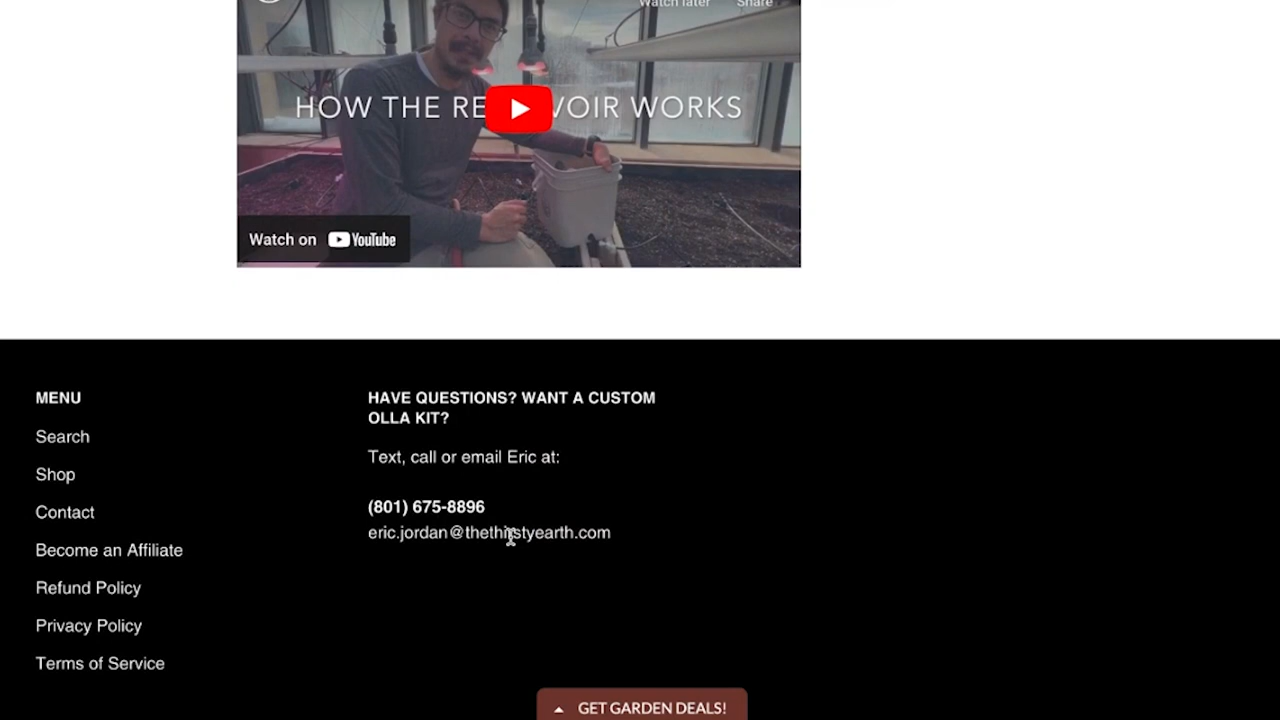 Watch later Share
HOW THE RE VOIR WORKS
Watch on YouTube
MENU
Search
Shop
Contact
Become an Affiliate
Refund Policy
Privacy Policy
Terms of Service
HAVE QUESTIONS? WANT A CUSTOM
OLLA KIT?
Text, call or email Eric at:
(801) 675-8896
eric.jordan@thethirstyearth.com
GET GARDEN DEALS!